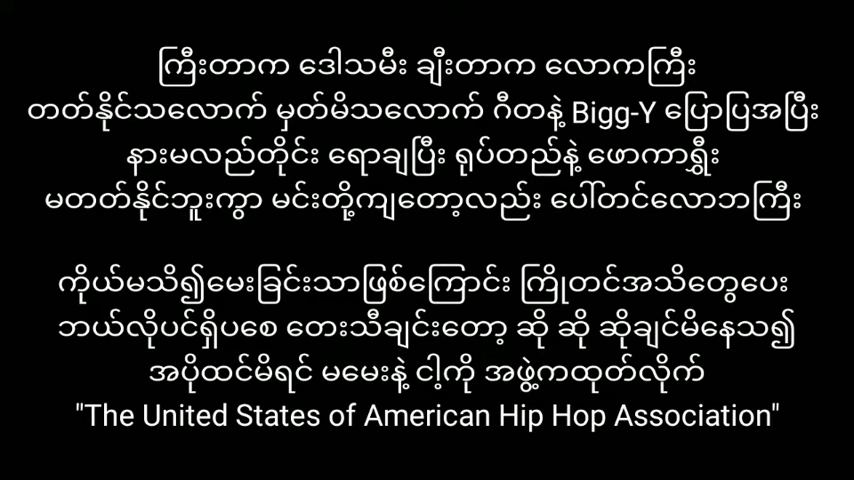 ကြီးတာက ဒေါသမီး ချီးတာက လောကကြီး
တတ်နိုင်သလောက် မှတ်မိသလောက် ဂီတနဲ့ Bigg-Y ပြောပြအပြီး
နားမလည်တိုင်း ရောချပြီး ရုပ်တည်နဲ့ ဖောကာရှီး
မတတ်နိုင်ဘူးကွာ မင်းတို့ကျတော့လည်း ပေါ်တင်လောဘကြီး
ကိုယ်မသိ၍မေးခြင်းသာဖြစ်ကြောင်း ကြိုတင်အသိတွေပေး
ဘယ်လိုပင်ရှိပစေ တေးသီချင်းတော့ ဆို ဆို ဆိုချင်မိနေသ၍
အပိုထင်မိရင် မမေးနဲ့ ငါ့ကို အဖွဲ့ကထုတ်လိုက်
"The United States of American Hip Hop Association"